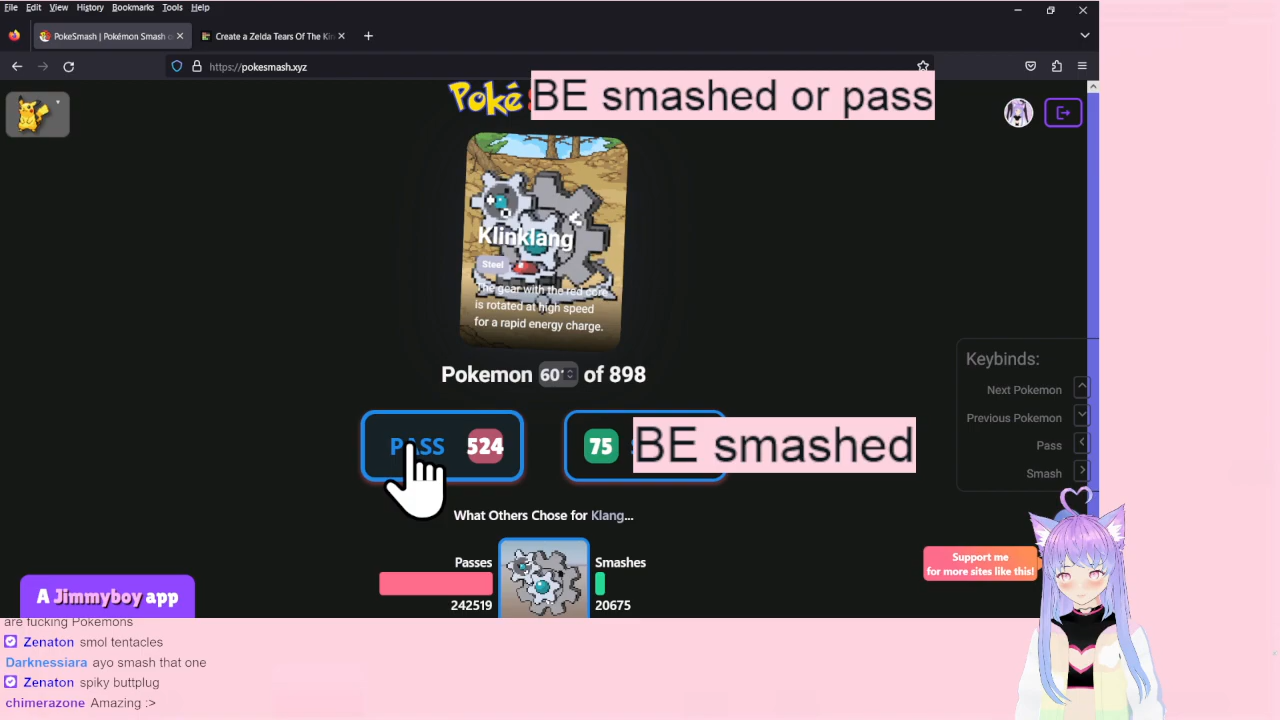 File Edit View History Bookmarks Tools Help
PokeSmash | Pokémon Smash o
Create a Zelda Tears Of The Kin
https://pokesmash.xyz
Poké
BE smashed or pass
Klinklang
Steel
The gear with the red core
is rotated at high speed
for a rapid energy charge.
Pokemon 60 of 898
PASS 524
75 BE smashed
Keybinds:
Next Pokemon
Previous Pokemon
Pass
Smash
What Others Chose for Klang...
Passes
242519
Smashes
20675
Support me
for more sites like this!
A Jimmyboy app
are fucking Pokemons
Zenaton smol tentacles
Darknessiara ayo smash that one
Zenaton spiky buttplug
chimerazone Amazing :>